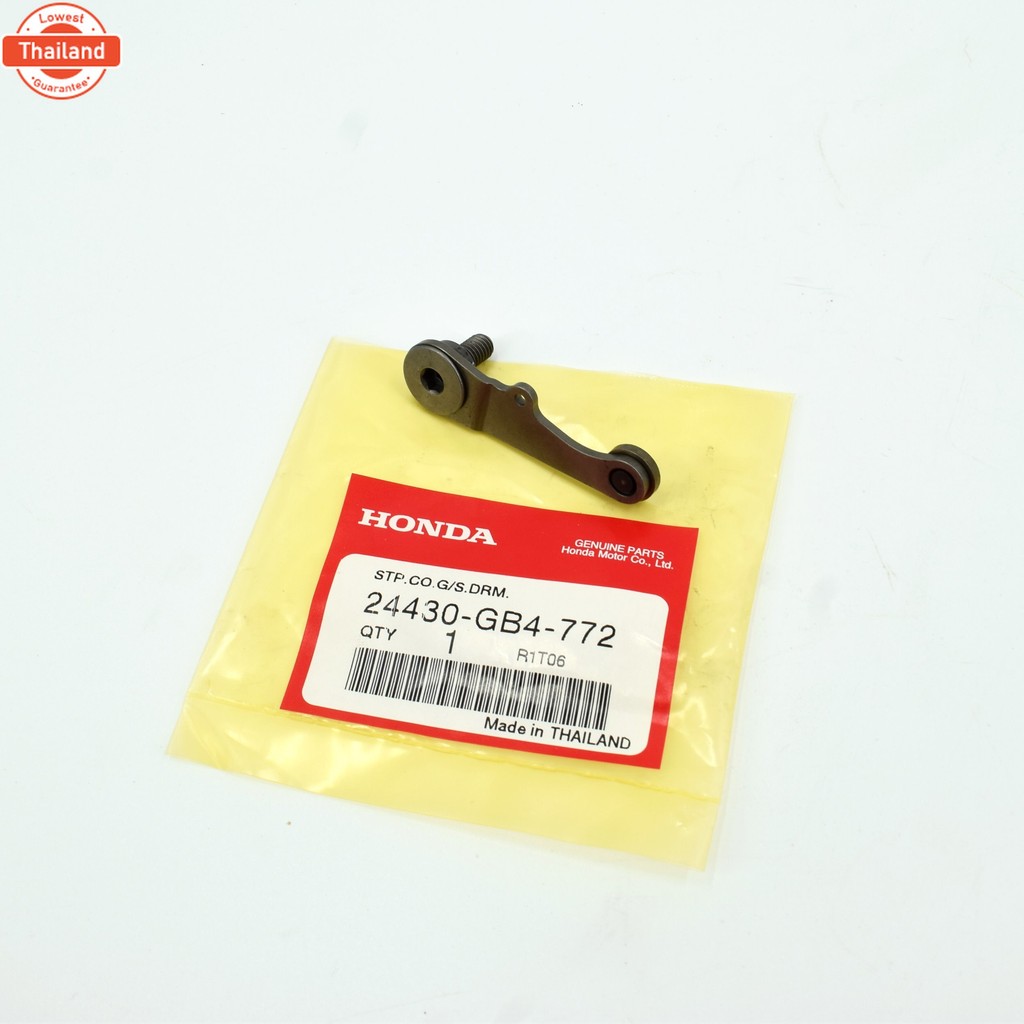 Lowest
Thailand
Guarantee
HONDA
GENUINE PARTS
Honda Motor Co., Ltd.
STP.CO.G/S.DRM.
24430-GB4-772
QTY 1 R1T06
Made in THAILAND